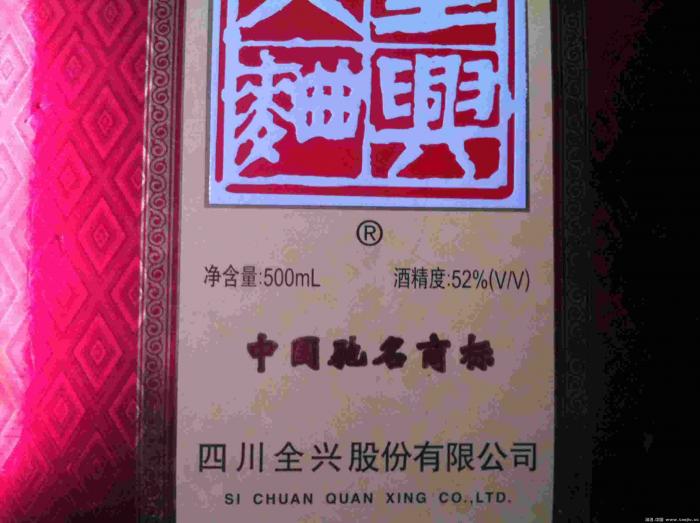 大 全
麯 興
®
净含量:500mL 酒精度:52%(V/V)
中国驰名商标
四川全兴股份有限公司
SI CHUAN QUAN XING CO.,LTD.